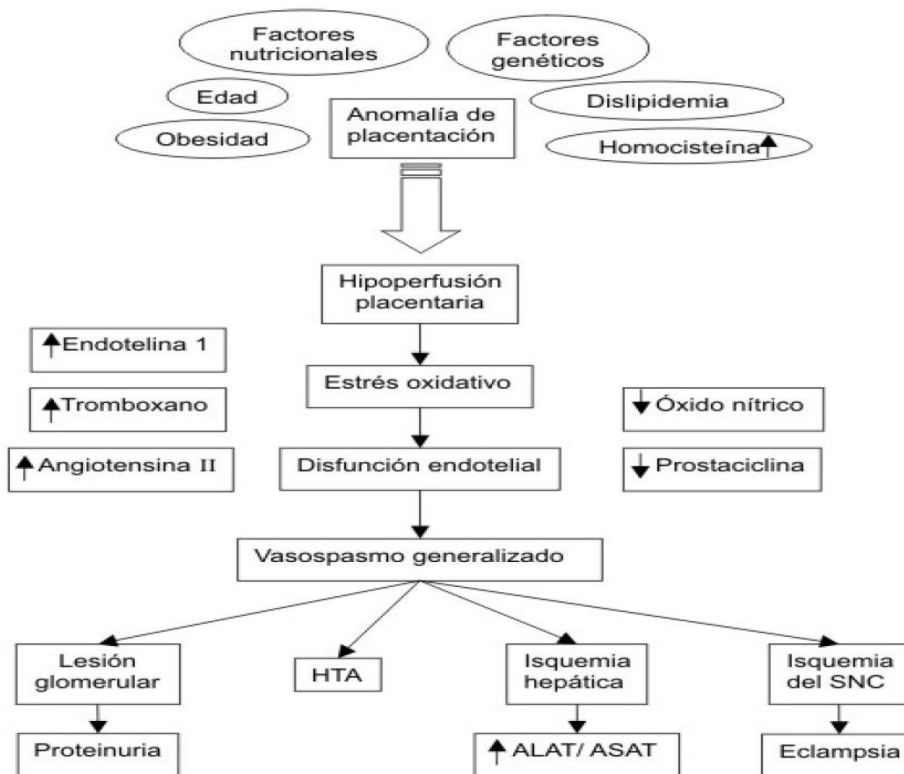 Factores
nutricionales
Factores
genéticos
Edad
Dislipidemia
Obesidad
Anomalía de
placentación
Homocisteína
Hipoperfusión
placentaria
Endotelina 1
Estrés oxidativo
Tromboxano
Óxido nítrico
Angiotensina II
Disfunción endotelial
Prostaciclina
Vasospasmo generalizado
Lesión
glomerular
HTA
Isquemia
hepática
Isquemia
del SNC
Proteinuria
ALAT/ ASAT
Eclampsia